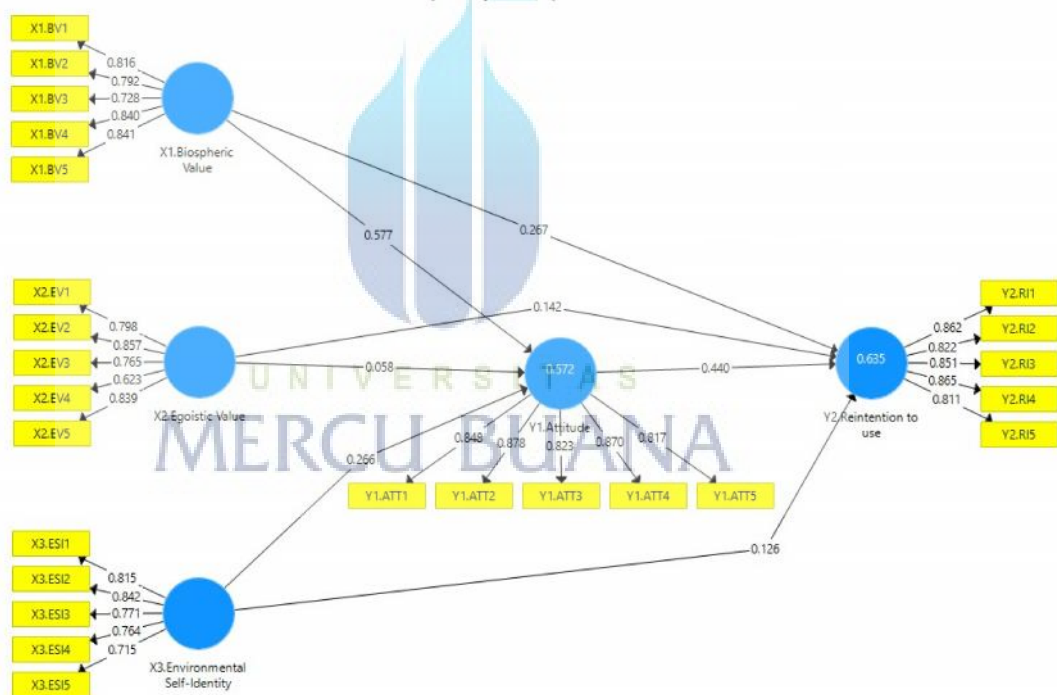 X1.BV1
X1.BV2
X1.BV3
X1.BV4
X1.BV5
0.816
0.792
0.728
0.840
0.841
X1.Biospheric
Value
0.577
0.267
X2.EV1
X2.EV2
X2.EV3
X2.EV4
X2.EV5
0.798
0.857
0.765
0.623
0.839
X2.Egoistic Value
0.142
0.058
0.572
Y1.Attitude
0.440
0.635
Y2.Reintention to
use
0.862
0.822
0.851
0.865
0.811
Y2.RI1
Y2.RI2
Y2.RI3
Y2.RI4
Y2.RI5
UNIVERSITAS
MERCU BUANA
0.848
0.878
0.823
0.870
0.817
Y1.ATT1
Y1.ATT2
Y1.ATT3
Y1.ATT4
Y1.ATT5
0.266
0.126
X3.ESI1
X3.ESI2
X3.ESI3
X3.ESI4
X3.ESI5
0.815
0.842
0.771
0.764
0.715
X3.Environmental
Self-Identity